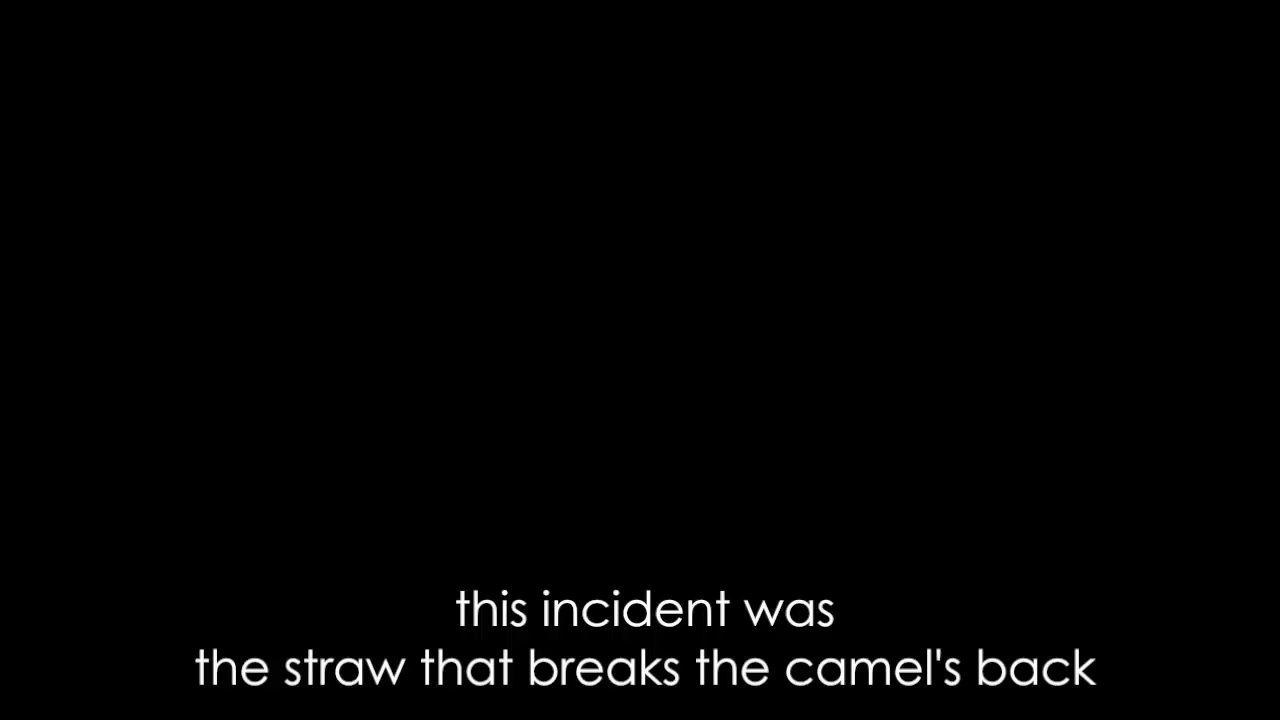 this incident was
the straw that breaks the camel's back